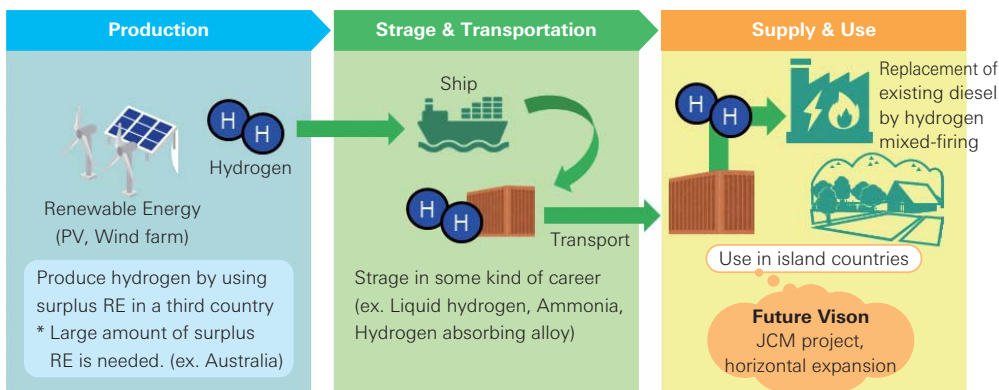 Production
Strage & Transportation
Supply & Use
H
H
Hydrogen
Renewable Energy
(PV, Wind farm)
Produce hydrogen by using
surplus RE in a third country
* Large amount of surplus
RE is needed. (ex. Australia)
Ship
H
H
Transport
Strage in some kind of career
(ex. Liquid hydrogen, Ammonia,
Hydrogen absorbing alloy)
H
H
Replacement of
existing diesel
by hydrogen
mixed-firing
Use in island countries
Future Vison
JCM project,
horizontal expansion